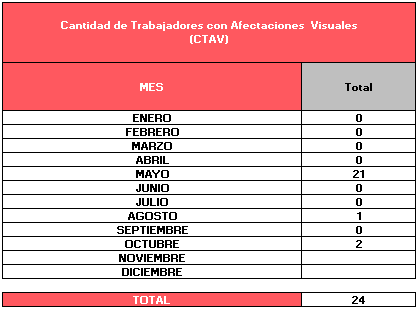 Cantidad de Trabajadores con Afectaciones Visuales
(CTAV)
MES Total
ENERO 0
FEBRERO 0
MARZO 0
ABRIL 0
MAYO 21
JUNIO 0
JULIO 0
AGOSTO 1
SEPTIEMBRE 0
OCTUBRE 2
NOVIEMBRE
DICIEMBRE
TOTAL 24